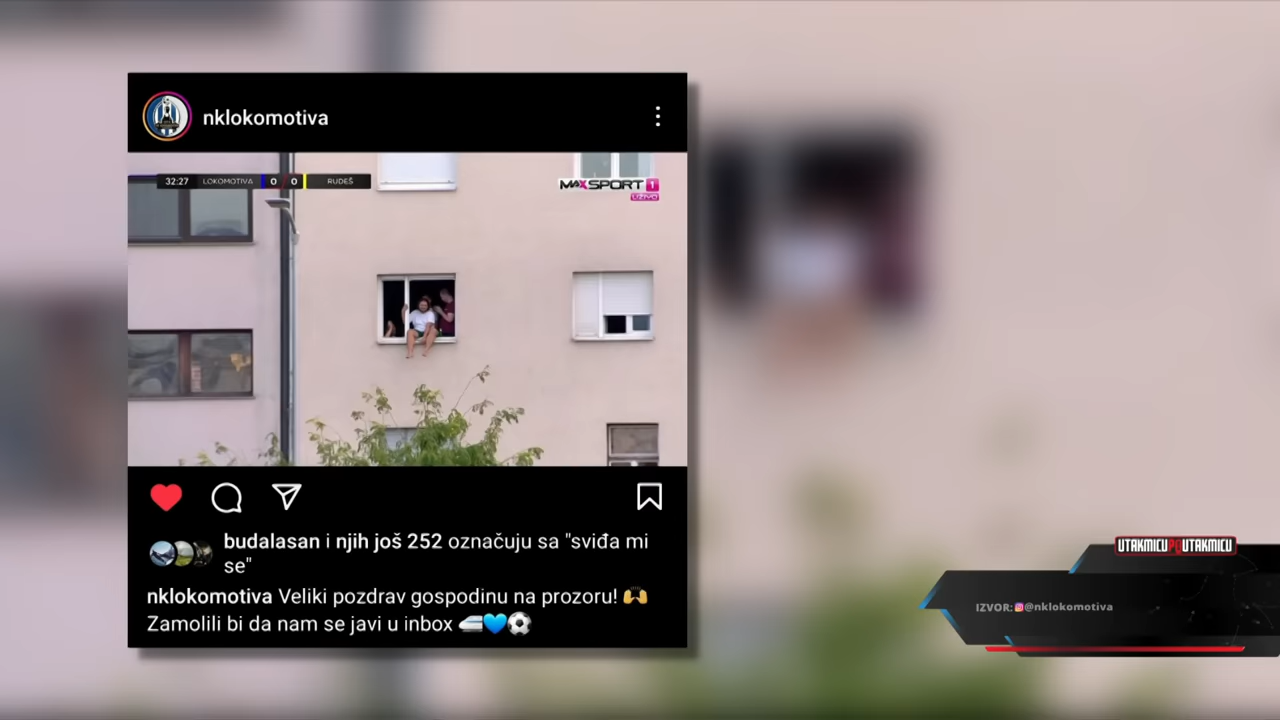 nklokomotiva
32:27 LOKOMOTIVA 0 / 0 RUDEŠ
MAXSPORT 1
UŽIVO
budalasan i njih još 252 označuju sa "sviđa mi
se"
nklokomotiva Veliki pozdrav gospodinu na prozoru! 🙌
Zamolili bi da nam se javi u inbox 🚅💙⚽
UTAKMICU PO UTAKMICU
IZVOR: @nklokomotiva